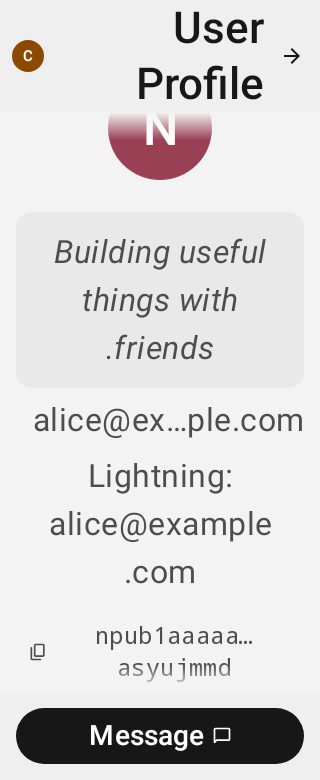 C
User
Profile
N
Building useful
things with
.friends
alice@ex…ple.com
Lightning:
alice@example
.com
npub1aaaaa…
asyujmmd
Message